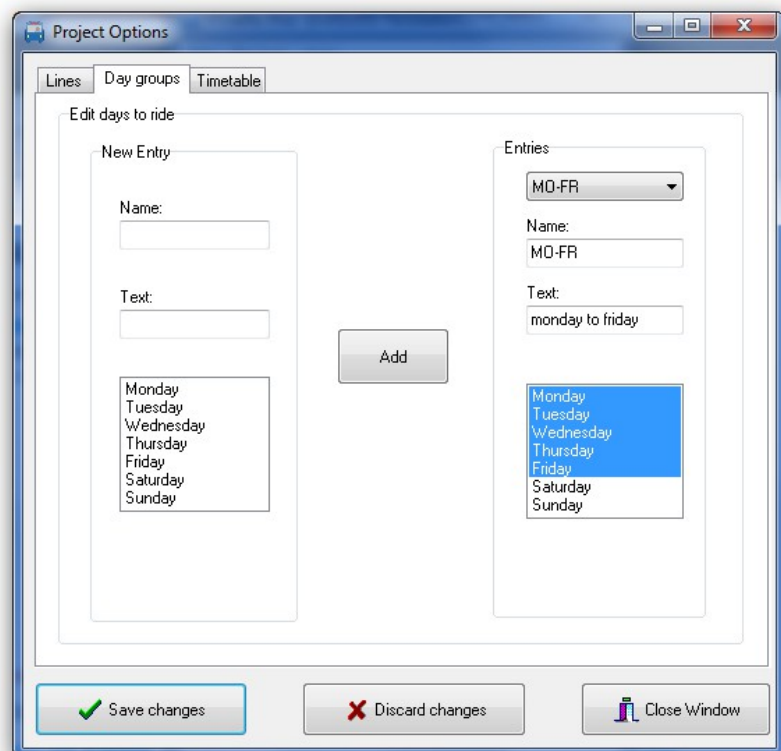 Project Options
Lines
Day groups
Timetable
Edit days to ride
New Entry
Name:
Text:
Monday
Tuesday
Wednesday
Thursday
Friday
Saturday
Sunday
Add
Entries
MO-FR
Name:
MO-FR
Text:
monday to friday
Monday
Tuesday
Wednesday
Thursday
Friday
Saturday
Sunday
Save changes
Discard changes
Close Window